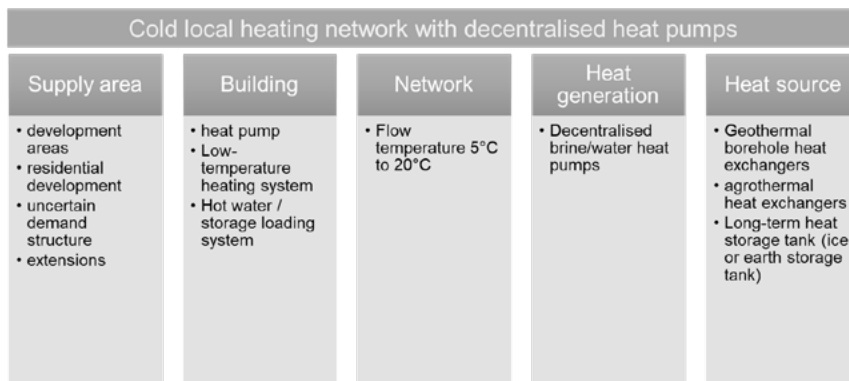 Cold local heating network with decentralised heat pumps
Supply area
• development
areas
• residential
development
• uncertain
demand
structure
• extensions
Building
• heat pump
• Low-
temperature
heating system
• Hot water /
storage loading
system
Network
• Flow
temperature 5°C
to 20°C
Heat
generation
• Decentralised
brine/water heat
pumps
Heat source
• Geothermal
borehole heat
exchangers
• agrothermal
heat exchangers
• Long-term heat
storage tank (ice
or earth storage
tank)